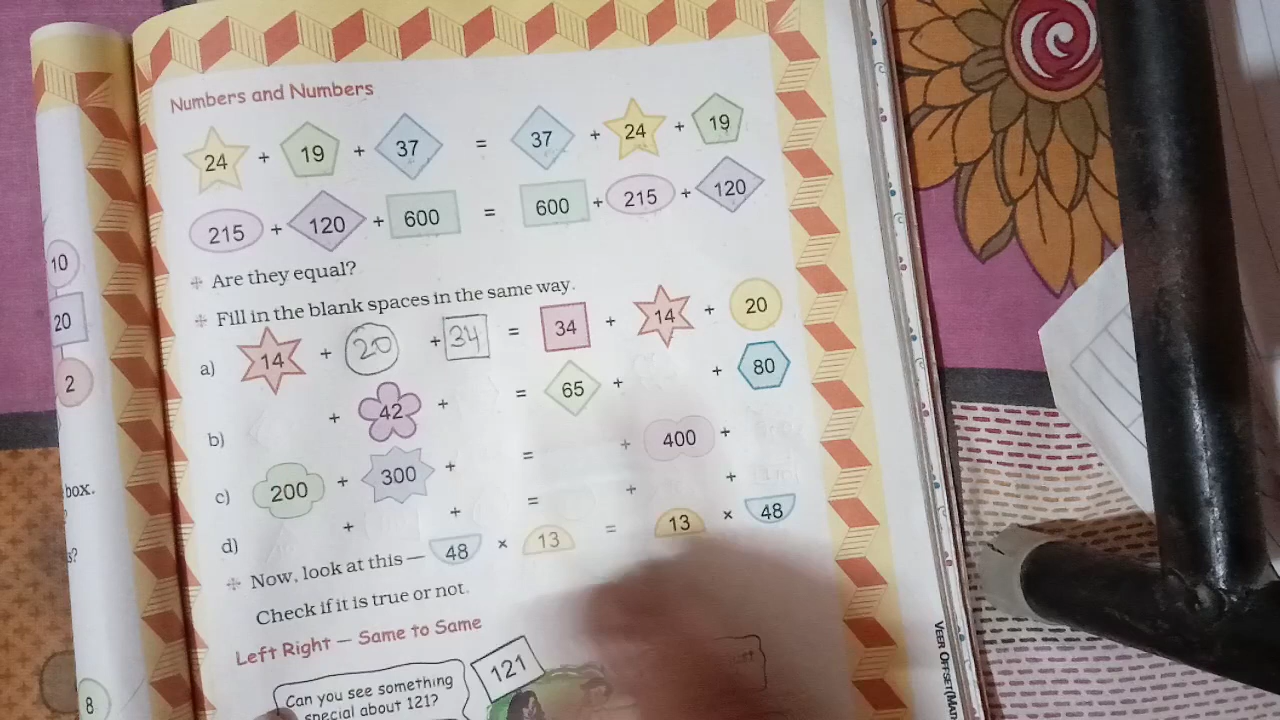 Numbers and Numbers
24 + 19 + 37 = 37 + 24 + 19
215 + 120 + 600 = 600 + 215 + 120
Are they equal?
Fill in the blank spaces in the same way.
a) 14 + 20 + 34 = 34 + 14 + 20
b) + 42 + = 65 + + 80
c) 200 + 300 + = + 400 +
d) + + = + +
Now, look at this — 48 × 13 = 13 × 48
Check if it is true or not.
Left Right — Same to Same
Can you see something
special about 121?
121
10
20
2
box.
s?
8
VEER OFFSET(MAT